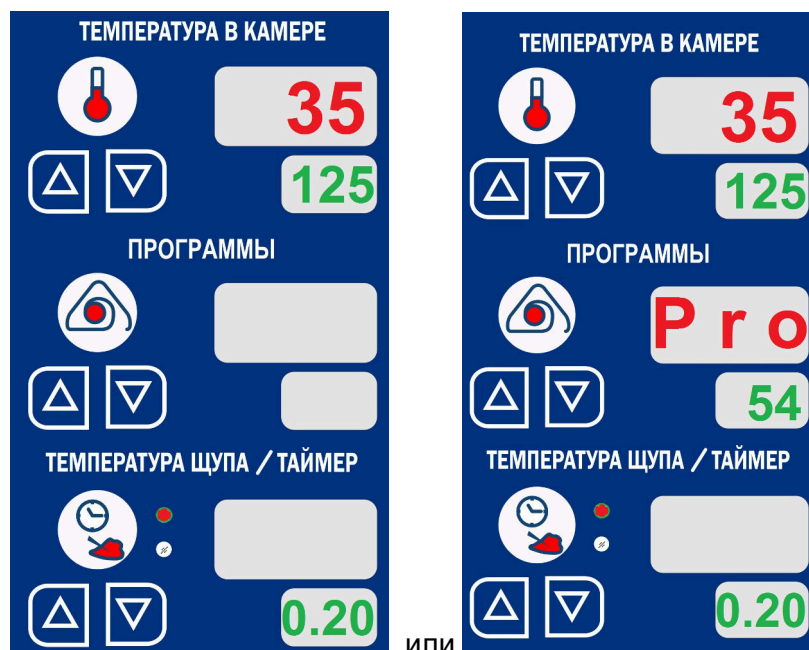 ТЕМПЕРАТУРА В КАМЕРЕ
35
125
ПРОГРАММЫ
ТЕМПЕРАТУРА ЩУПА / ТАЙМЕР
0.20
или
ТЕМПЕРАТУРА В КАМЕРЕ
35
125
ПРОГРАММЫ
Pro
54
ТЕМПЕРАТУРА ЩУПА / ТАЙМЕР
0.20